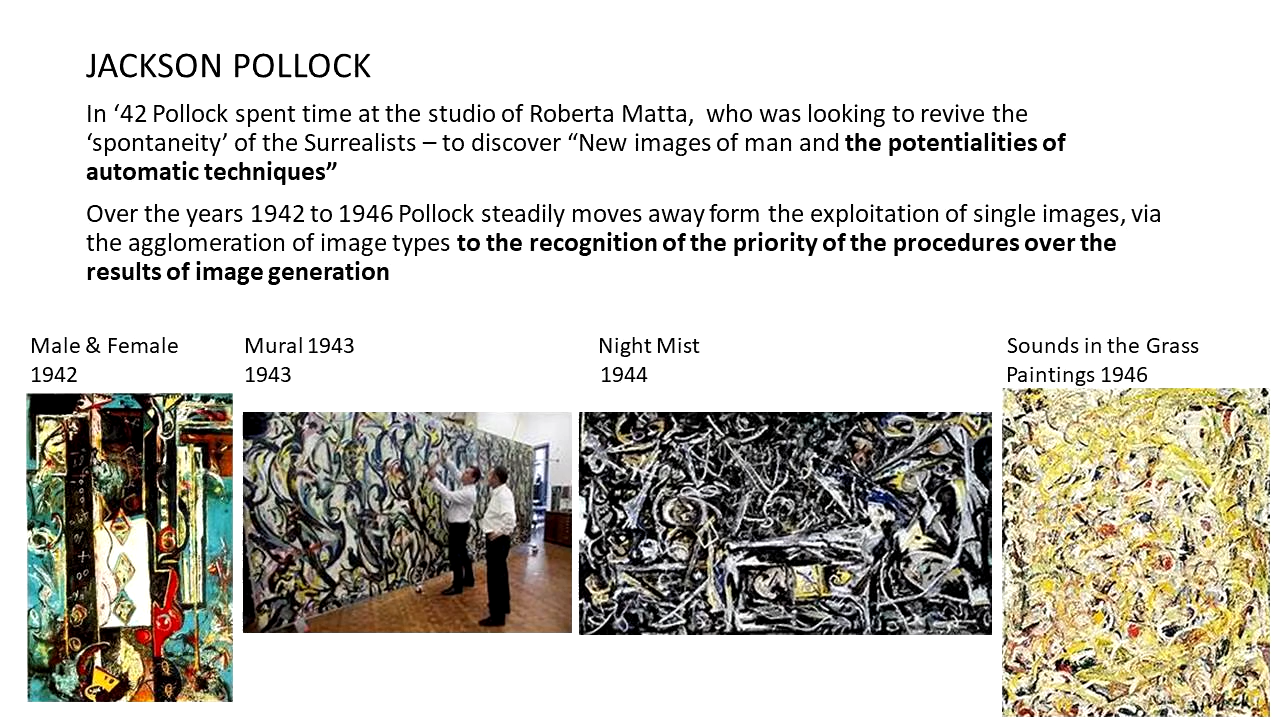 JACKSON POLLOCK
In ‘42 Pollock spent time at the studio of Roberta Matta, who was looking to revive the
‘spontaneity’ of the Surrealists – to discover “New images of man and the potentialities of
automatic techniques”
Over the years 1942 to 1946 Pollock steadily moves away form the exploitation of single images, via
the agglomeration of image types to the recognition of the priority of the procedures over the
results of image generation
Male & Female
1942
Mural 1943
1943
Night Mist
1944
Sounds in the Grass
Paintings 1946